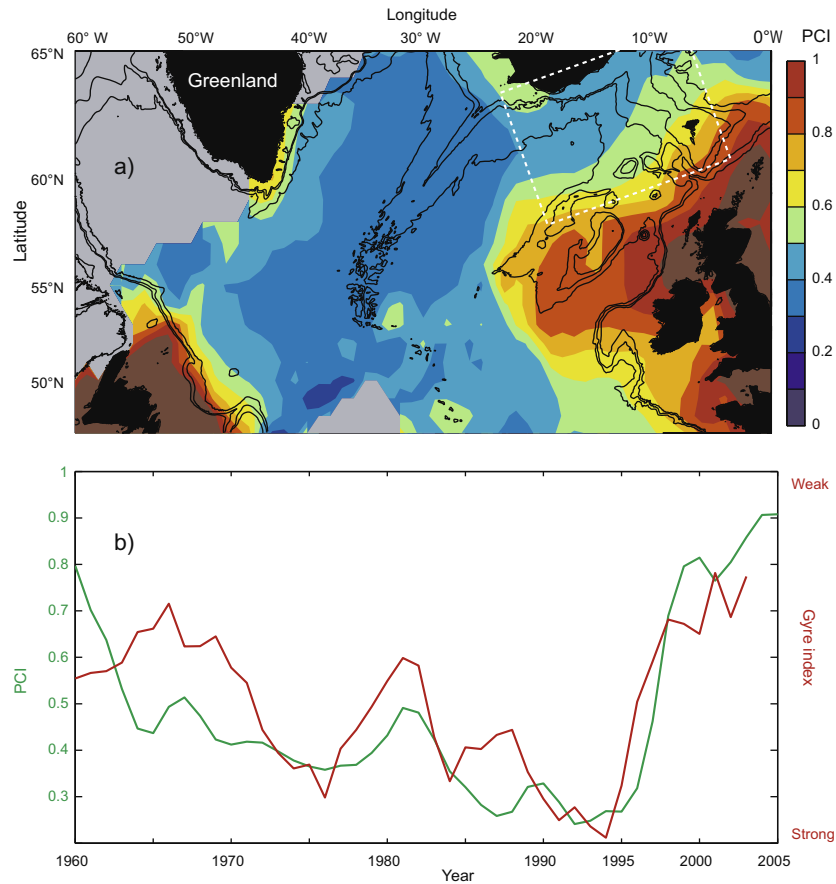 Longitude
60° W 50°W 40°W 30° W 20° W 10°W 0°W PCI
65°N
60°N
55°N
50°N
Latitude
Greenland
a)
1
0.8
0.6
0.4
0.2
0
1
0.9
0.8
0.7
0.6
0.5
0.4
0.3
PCI
b)
Weak
Gyre index
Strong
1960 1970 1980 1990 1995 2000 2005
Year